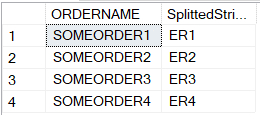 ORDERNAME SplittedStri...
1 SOMEORDER1 ER1
2 SOMEORDER2 ER2
3 SOMEORDER3 ER3
4 SOMEORDER4 ER4